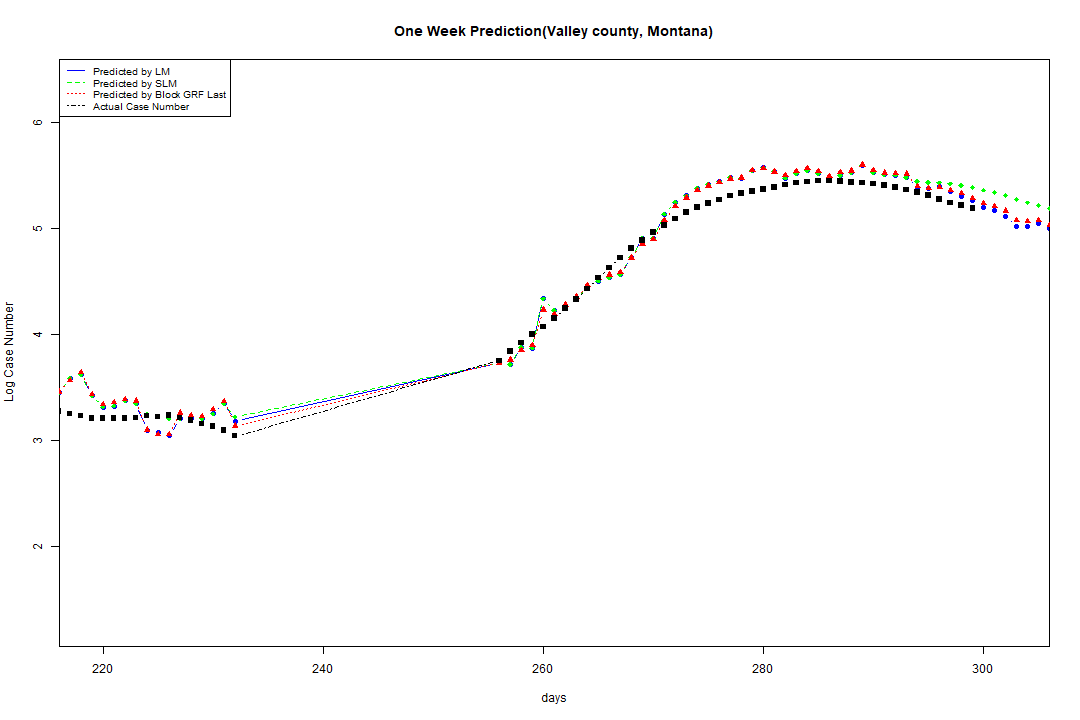 One Week Prediction(Valley county, Montana)
Predicted by LM
Predicted by SLM
Predicted by Block GRF Last
Actual Case Number
Log Case Number
6
5
4
3
2
220 240 260 280 300
days